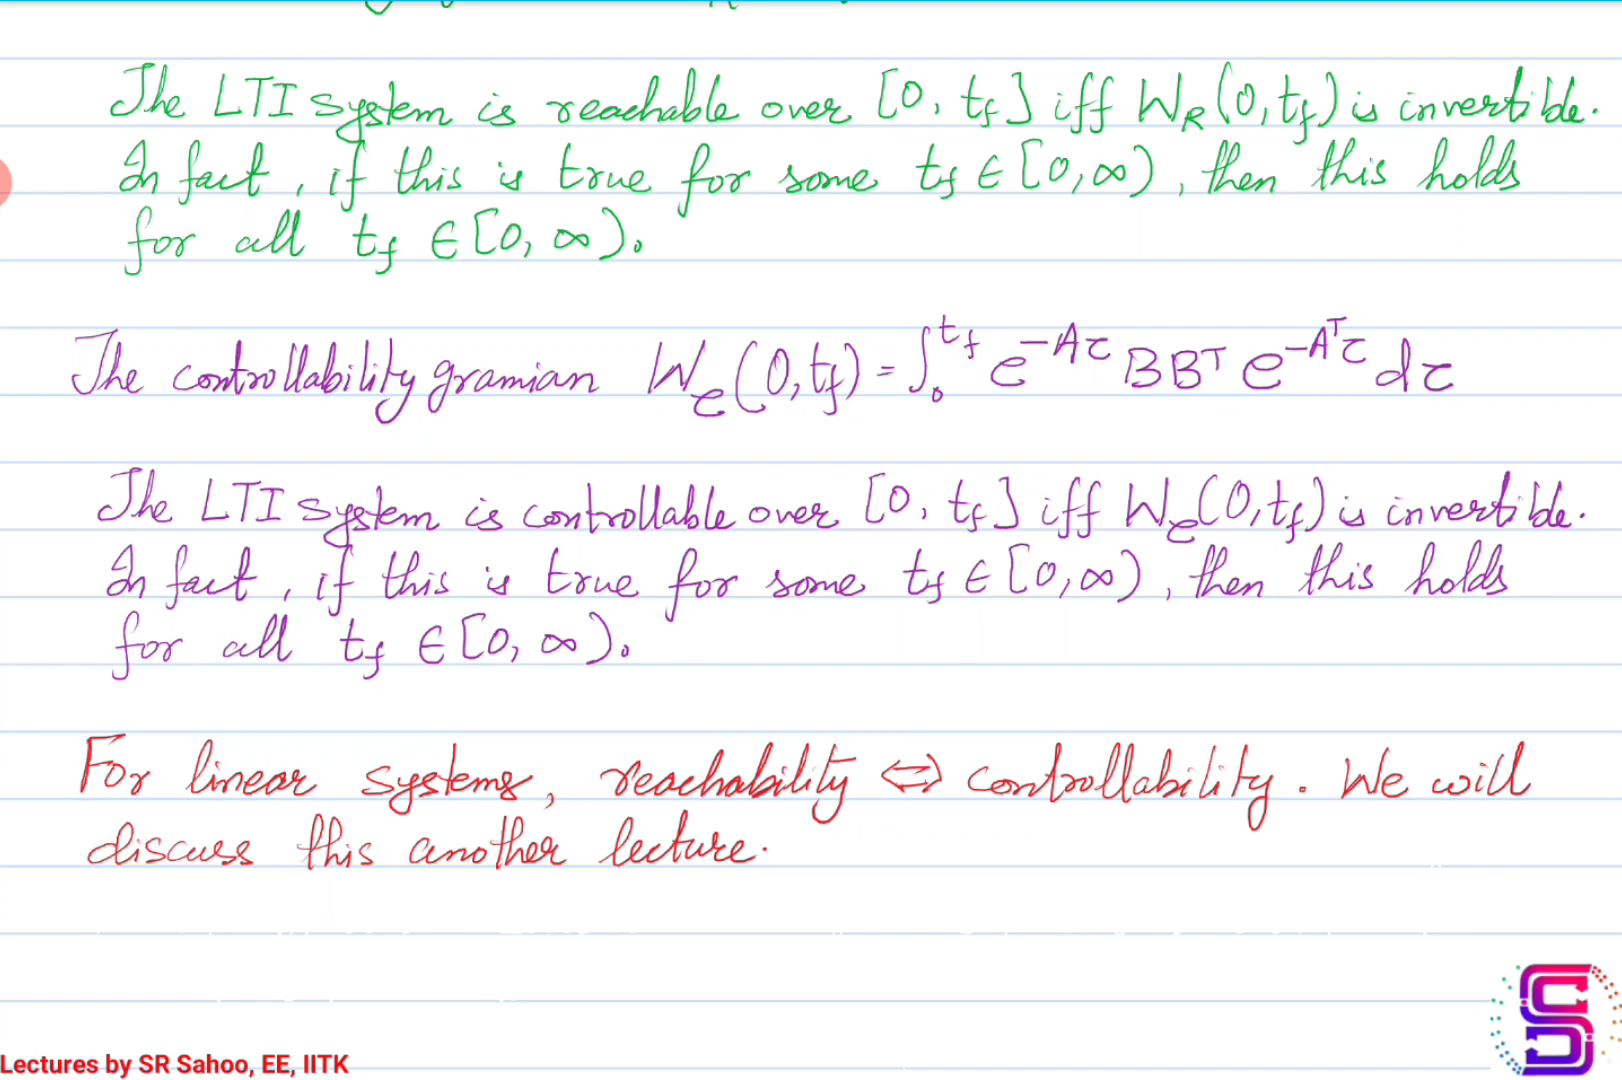 The LTI system is reachable over [0, t_f] iff W_R(0, t_f) is invertible.
In fact, if this is true for some t_f ∈ [0, ∞), then this holds
for all t_f ∈ [0, ∞).
The controllability gramian W_c(0, t_f) = ∫_0^{t_f} e^{-Aτ} B B^T e^{-A^T τ} dτ
The LTI system is controllable over [0, t_f] iff W_c(0, t_f) is invertible.
In fact, if this is true for some t_f ∈ [0, ∞), then this holds
for all t_f ∈ [0, ∞).
For linear systems, reachability ⇔ controllability. We will
discuss this another lecture.
Lectures by SR Sahoo, EE, IITK